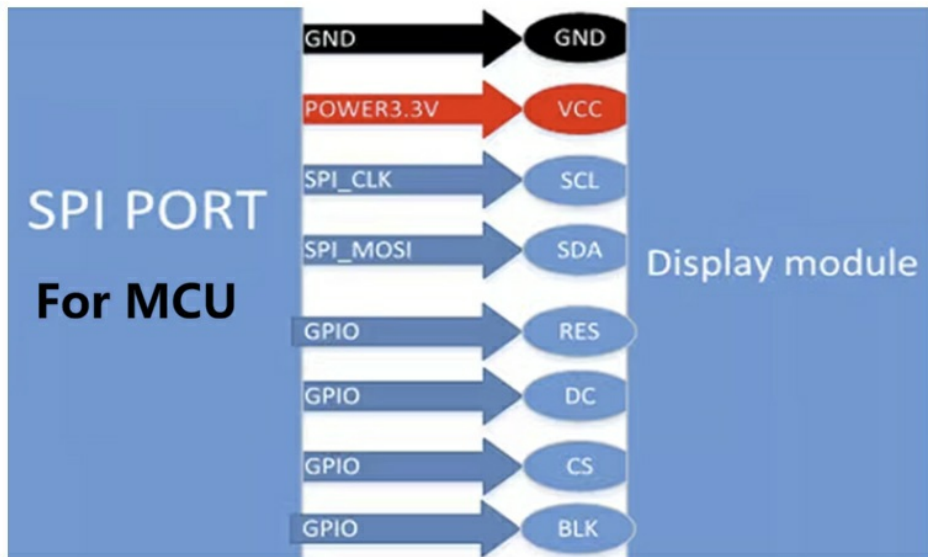 GND GND
POWER3.3V VCC
SPI_CLK SCL
SPI PORT
SPI_MOSI SDA
Display module
For MCU
GPIO RES
GPIO DC
GPIO CS
GPIO BLK